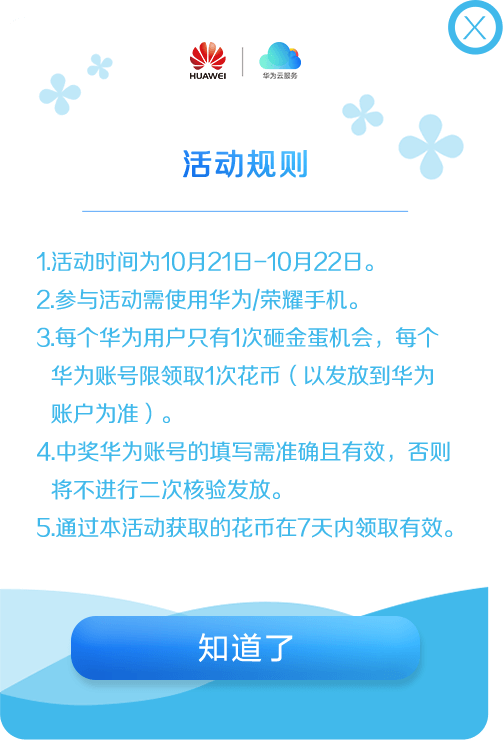 HUAWEI
华为云服务
活动规则
1.活动时间为10月21日-10月22日。
2.参与活动需使用华为/荣耀手机。
3.每个华为用户只有1次砸金蛋机会，每个
华为账号限领取1次花币（以发放到华为
账户为准）。
4.中奖华为账号的填写需准确且有效，否则
将不进行二次核验发放。
5.通过本活动获取的花币在7天内领取有效。
知道了